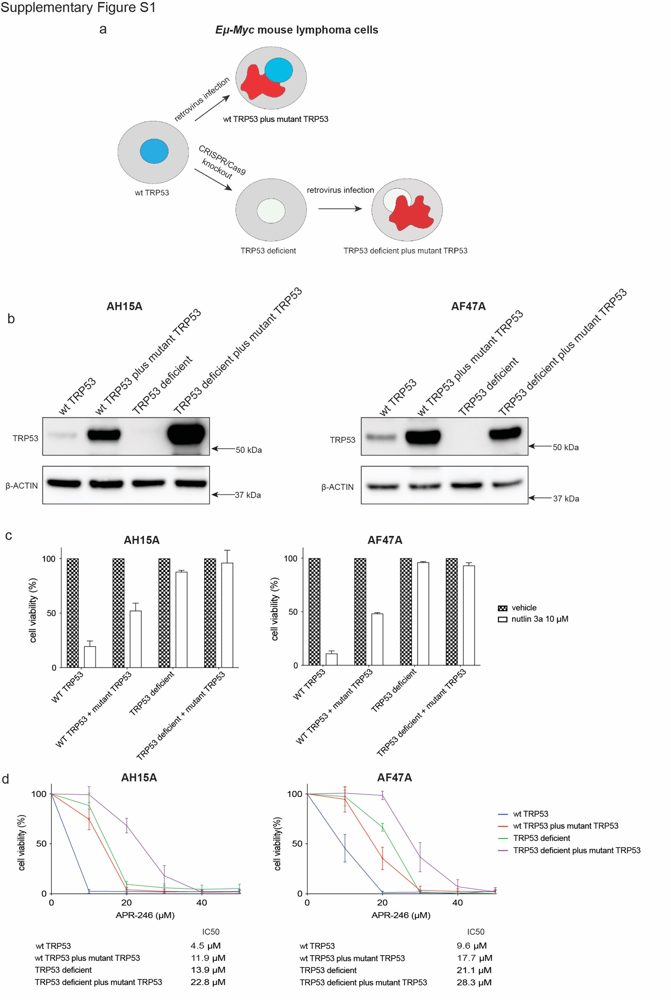 Supplementary Figure S1
a
Eμ-Myc mouse lymphoma cells
retrovirus infection
wt TRP53 plus mutant TRP53
wt TRP53
CRISPR/Cas9
knockout
retrovirus infection
TRP53 deficient
TRP53 deficient plus mutant TRP53
b
AH15A
wt TRP53
wt TRP53 plus mutant TRP53
TRP53 deficient
TRP53 deficient plus mutant TRP53
TRP53
50 kDa
β-ACTIN
37 kDa
AF47A
wt TRP53
wt TRP53 plus mutant TRP53
TRP53 deficient
TRP53 deficient plus mutant TRP53
TRP53
50 kDa
β-ACTIN
37 kDa
c
AH15A
cell viability (%)
100
50
0
WT TRP53
WT TRP53 + mutant TRP53
TRP53 deficient
TRP53 deficient + mutant TRP53
AF47A
cell viability (%)
100
50
0
WT TRP53
WT TRP53 + mutant TRP53
TRP53 deficient
TRP53 deficient + mutant TRP53
vehicle
nutlin 3a 10 μM
d
AH15A
cell viability (%)
100
50
0
0 20 40
APR-246 (μM)
AF47A
cell viability(%)
100
50
0
0 20 40
APR-246 (μM)
wt TRP53
wt TRP53 plus mutant TRP53
TRP53 deficient
TRP53 deficient plus mutant TRP53
IC50
wt TRP53 4.5 μM
wt TRP53 plus mutant TRP53 11.9 μM
TRP53 deficient 13.9 μM
TRP53 deficient plus mutant TRP53 22.8 μM
IC50
wt TRP53 9.6 μM
wt TRP53 plus mutant TRP53 17.7 μM
TRP53 deficient 21.1 μM
TRP53 deficient plus mutant TRP53 28.3 μM